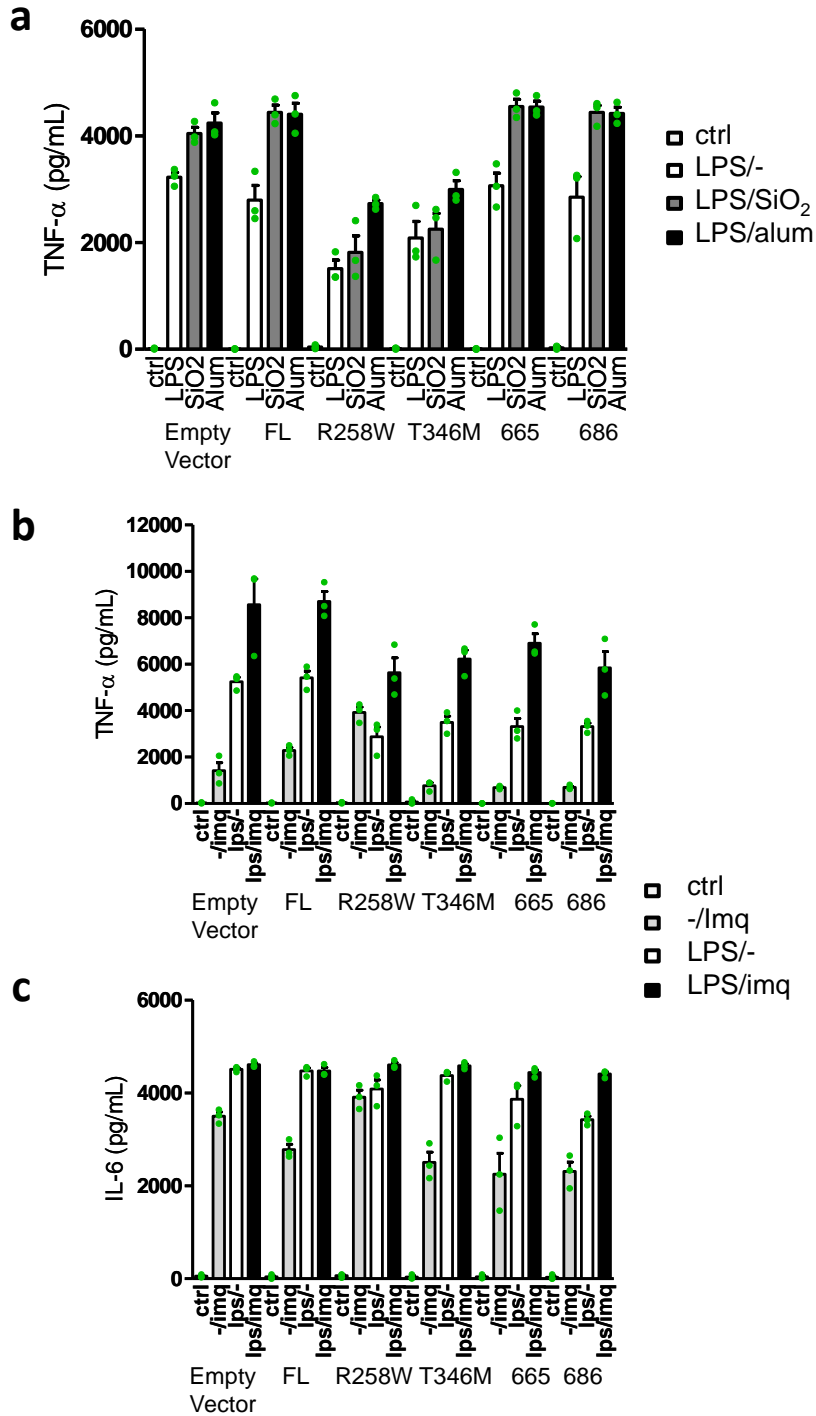 a
6000
4000
2000
0
TNF-α (pg/mL)
ctrl
LPS/-
LPS/SiO₂
LPS/alum
ctrl LPS SiO2 Alum ctrl LPS SiO2 Alum ctrl LPS SiO2 Alum ctrl LPS SiO2 Alum ctrl LPS SiO2 Alum ctrl LPS SiO2 Alum
Empty FL R258W T346M 665 686
Vector
b
12000
10000
8000
6000
4000
2000
0
TNF-α (pg/mL)
ctrl -/imq lps/- lps/imq ctrl -/imq lps/- lps/imq ctrl -/imq lps/- lps/imq ctrl -/imq lps/- lps/imq ctrl -/imq lps/- lps/imq ctrl -/imq lps/- lps/imq
Empty FL R258W T346M 665 686
Vector
ctrl
-/Imq
LPS/-
LPS/imq
c
6000
4000
2000
0
IL-6 (pg/mL)
ctrl -/imq lps/- lps/imq ctrl -/imq lps/- lps/imq ctrl -/imq lps/- lps/imq ctrl -/imq lps/- lps/imq ctrl -/imq lps/- lps/imq ctrl -/imq lps/- lps/imq
Empty FL R258W T346M 665 686
Vector